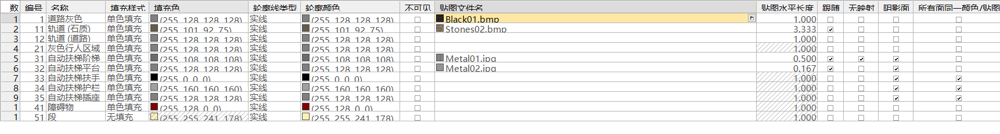 数 编号 名称 填充样式 填充色 轮廓线类型 轮廓颜色 不可见 贴图文件名 贴图水平长度 跟随 无映射 阴影面 所有面同一颜色/贴图
1 1 道路灰色 单色填充 (255, 128, 128, 128) 实线 (255, 128, 128, 128) Black01.bmp 1.000
2 11 轨道 (石质) 单色填充 (255, 101, 92, 75) 实线 (255, 101, 92, 75) Stones02.bmp 3.333
3 12 轨道 (道路) 单色填充 (255, 128, 128, 128) 实线 (255, 128, 128, 128) 1.000
4 21 灰色行人区域 单色填充 (255, 128, 128, 128) 实线 (255, 128, 128, 128) 1.000
5 31 自动扶梯阶梯 单色填充 (255, 108, 108, 108) 实线 (255, 108, 108, 108) Metal01.jpg 0.500
6 32 自动扶梯平台 单色填充 (255, 128, 128, 128) 实线 (255, 128, 128, 128) Metal02.jpg 0.167
7 33 自动扶梯扶手 单色填充 (255, 0, 0, 0) 实线 (255, 0, 0, 0) 1.000
8 34 自动扶梯护栏 单色填充 (255, 160, 160, 160) 实线 (255, 160, 160, 160) 1.000
9 35 自动扶梯插座 单色填充 (255, 128, 128, 128) 实线 (255, 128, 128, 128) 1.000
1 41 障碍物 单色填充 (255, 128, 0, 0) 实线 (255, 128, 0, 0) 1.000
1 51 段 无填充 (255, 255, 241, 178) 实线 (255, 255, 241, 178) 1.000